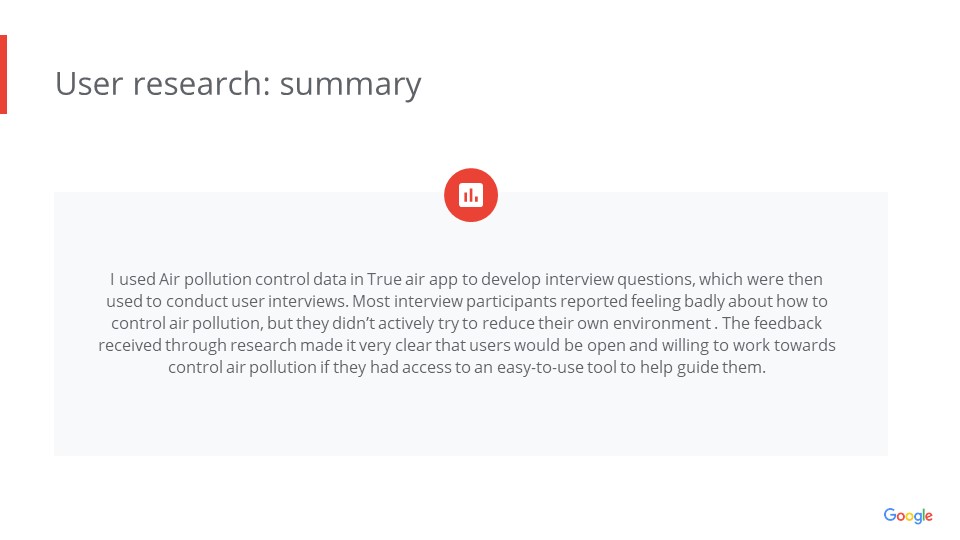 User research: summary
I used Air pollution control data in True air app to develop interview questions, which were then
used to conduct user interviews. Most interview participants reported feeling badly about how to
control air pollution, but they didn’t actively try to reduce their own environment . The feedback
received through research made it very clear that users would be open and willing to work towards
control air pollution if they had access to an easy-to-use tool to help guide them.
Google